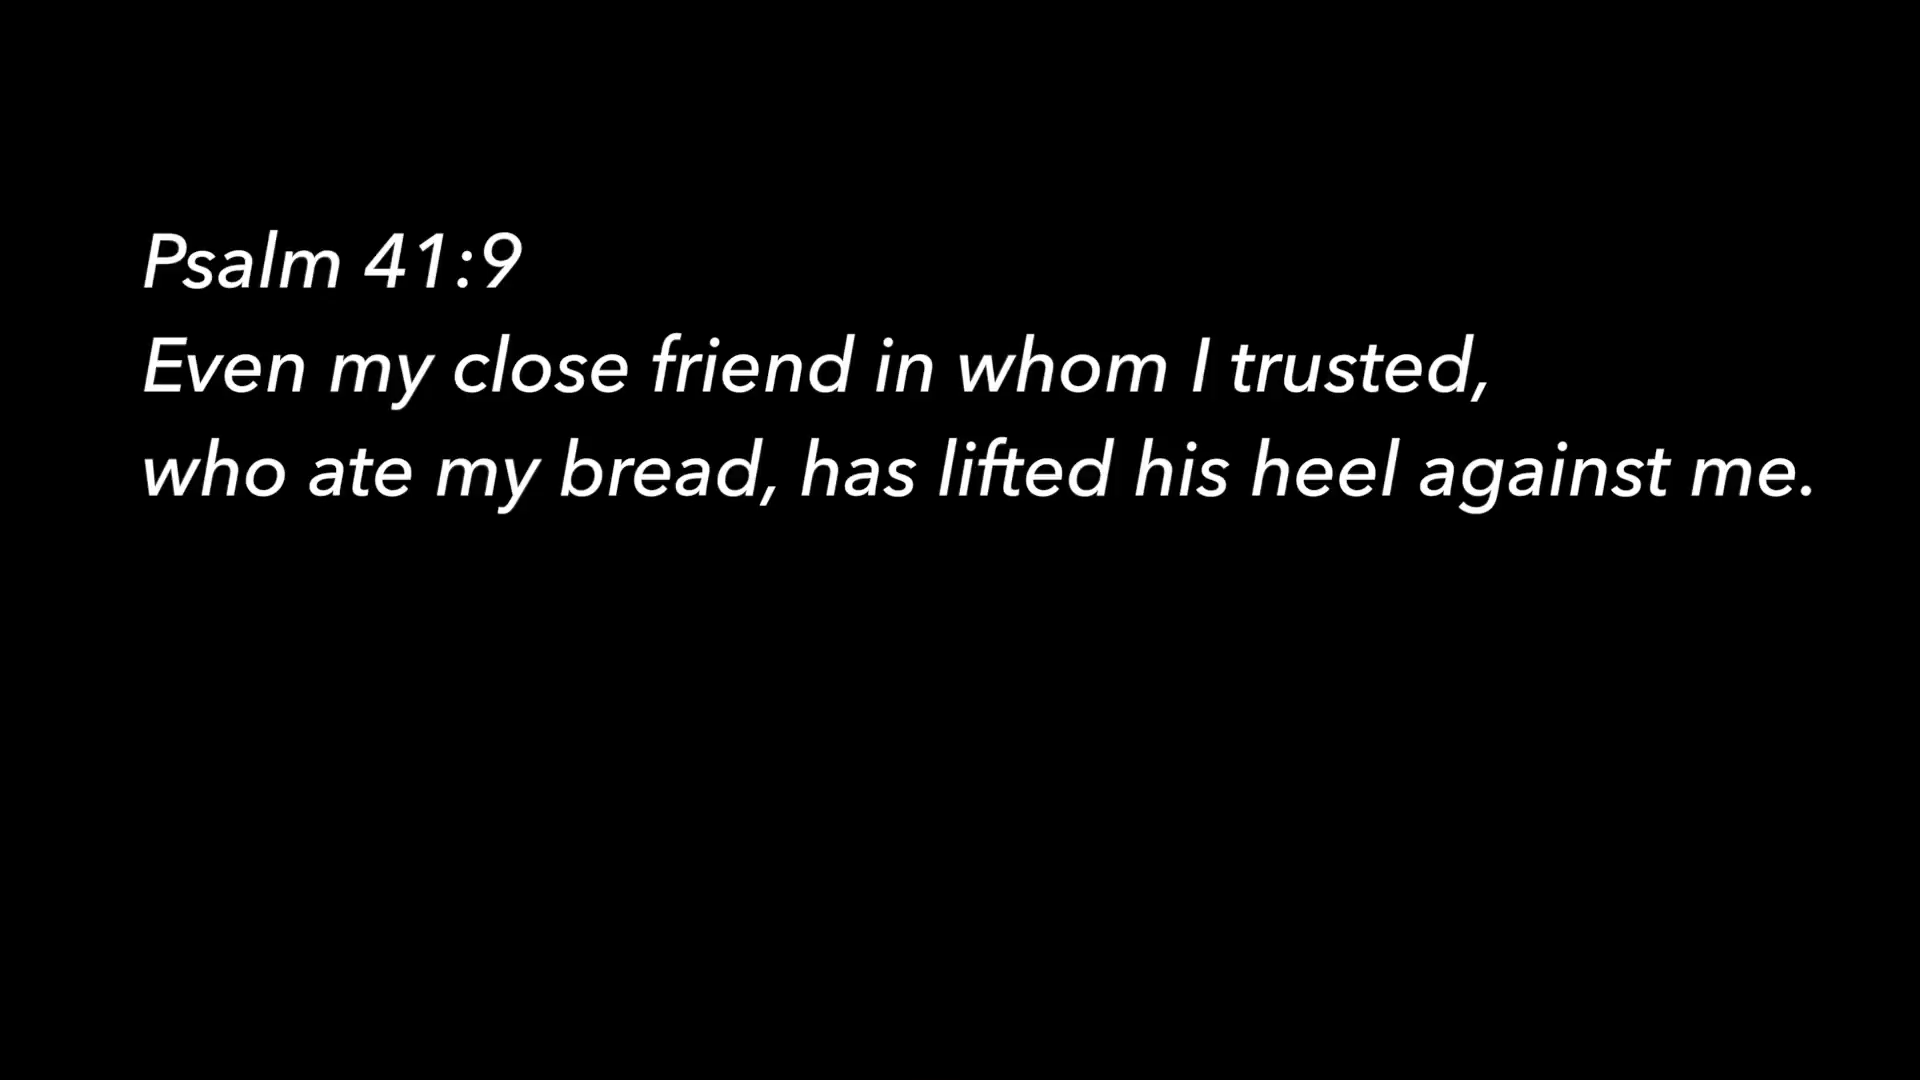 Psalm 41:9
Even my close friend in whom I trusted,
who ate my bread, has lifted his heel against me.